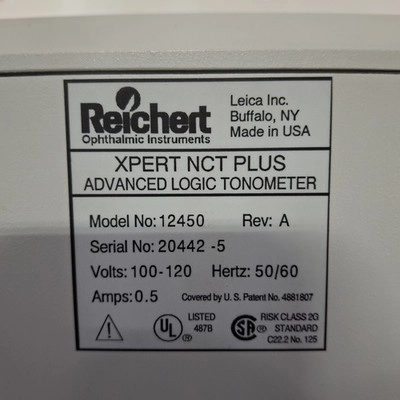 Reichert
Ophthalmic Instruments
Leica Inc.
Buffalo, NY
Made in USA
XPERT NCT PLUS
ADVANCED LOGIC TONOMETER
Model No: 12450 Rev: A
Serial No: 20442 -5
Volts: 100-120 Hertz: 50/60
Amps: 0.5 Covered by U.S. Patent No. 4881807
UL LISTED
487B
SA RISK CLASS 2G
STANDARD
C22.2 No. 125